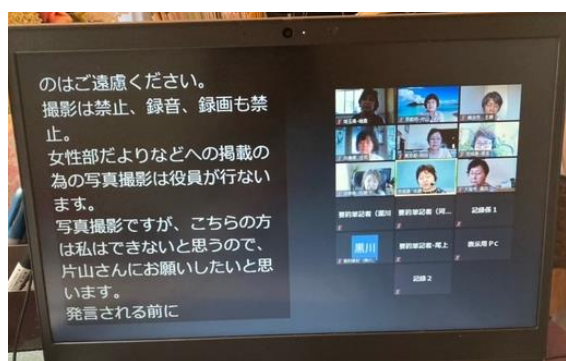 のはご遠慮ください。
撮影は禁止、録音、録画も禁
止。
女性部だよりなどへの掲載の
為の写真撮影は役員が行ない
ます。
写真撮影ですが、こちらの方
は私はできないと思うので、
片山さんにお願いしたいと思
います。
発言される前に
要約筆記者（黒川
要約筆記者（河...
記録係 1
黒川
要約筆記者-尾上
表示用 PC
記録 2